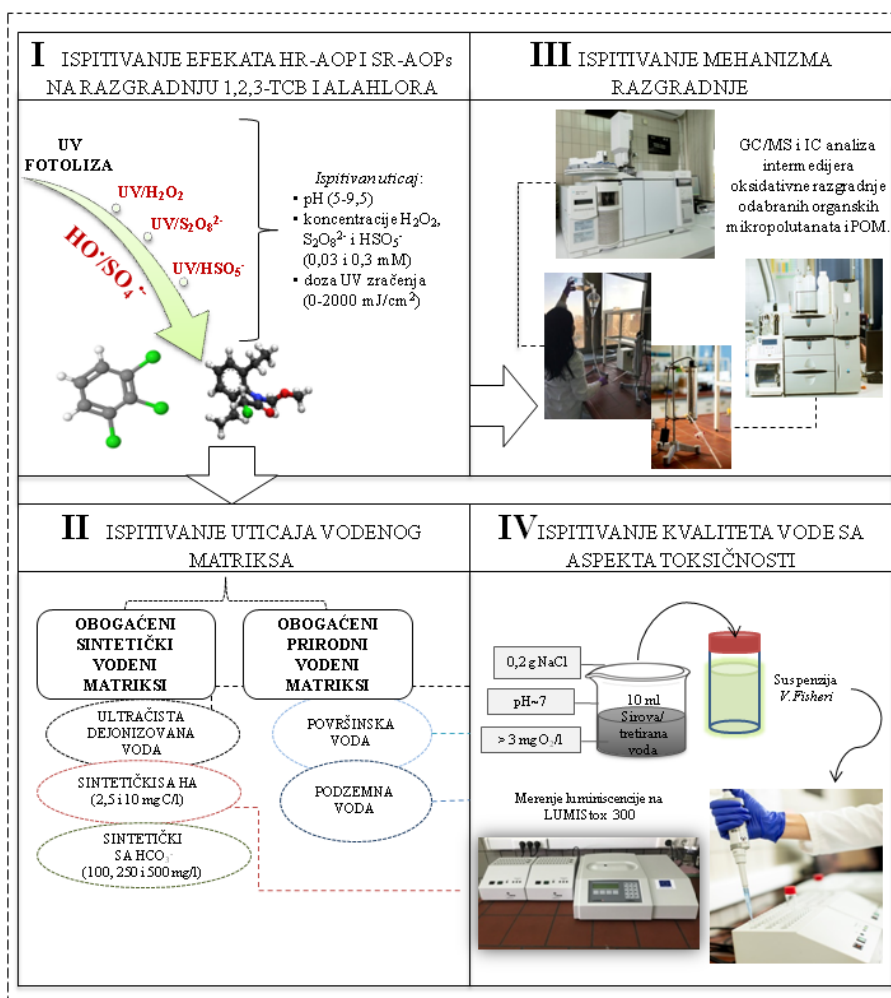 I ISPITIVANJE EFEKATA HR-AOP I SR-AOPs
NA RAZGRADNJU 1,2,3-TCB I ALAHLORA
UV
FOTOLIZA
UV/H₂O₂
UV/S₂O₈²⁻
UV/HSO₅⁻
HO•/SO₄•⁻
Ispitivan uticaj:
▪ pH (5-9,5)
▪ koncentracije H₂O₂,
S₂O₈²⁻ i HSO₅⁻
(0,03 i 0,3 mM)
▪ doza UV zračenja
(0-2000 mJ/cm²)
III ISPITIVANJE MEHANIZMA
RAZGRADNJE
GC/MS i IC analiza
intermedijera
oksidativne razgradnje
odabranih organskih
mikropolutanata i POM.
II ISPITIVANJE UTICAJA VODENOG
MATRIKSA
OBOGAĆENI
SINTETIČKI
VODENI
MATRIKSI
OBOGAĆENI
PRIRODNI
VODENI
MATRIKSI
ULTRAČISTA
DEJONIZOVANA
VODA
SINTETIČKI SA HA
(2,5 i 10 mg C/l)
SINTETIČKI
SA HCO₃⁻
(100, 250 i 500 mg/l)
POVRŠINSKA
VODA
PODZEMNA
VODA
IV ISPITIVANJE KVALITETA VODE SA
ASPEKTA TOKSIČNOSTI
0,2 g NaCl
pH~7
> 3 mg O₂/l
10 ml
Sirova/
tretirana
voda
Suspenzija
V.Fisheri
Merenje luminiscencije na
LUMIStox 300